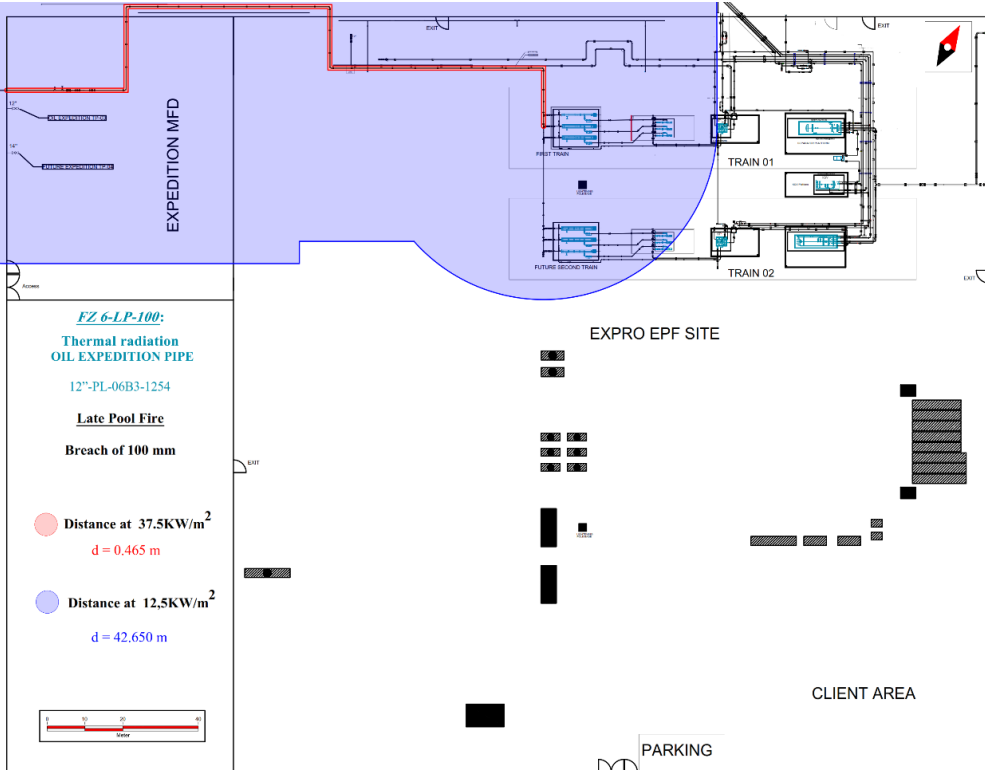 EXIT
EXIT
12"
OIL EXPEDITION
14"
FUTURE EXPEDITION
EXPEDITION MFD
FIRST TRAIN
TRAIN 01
FUTURE SECOND TRAIN
TRAIN 02
EXIT
Access
FZ 6-LP-100:
Thermal radiation
OIL EXPEDITION PIPE
12”-PL-06B3-1254
Late Pool Fire
Breach of 100 mm
EXPRO EPF SITE
EXIT
Distance at 37.5KW/m²
d = 0.465 m
Distance at 12,5KW/m²
d = 42.650 m
0 10 20 40
Meter
CLIENT AREA
PARKING